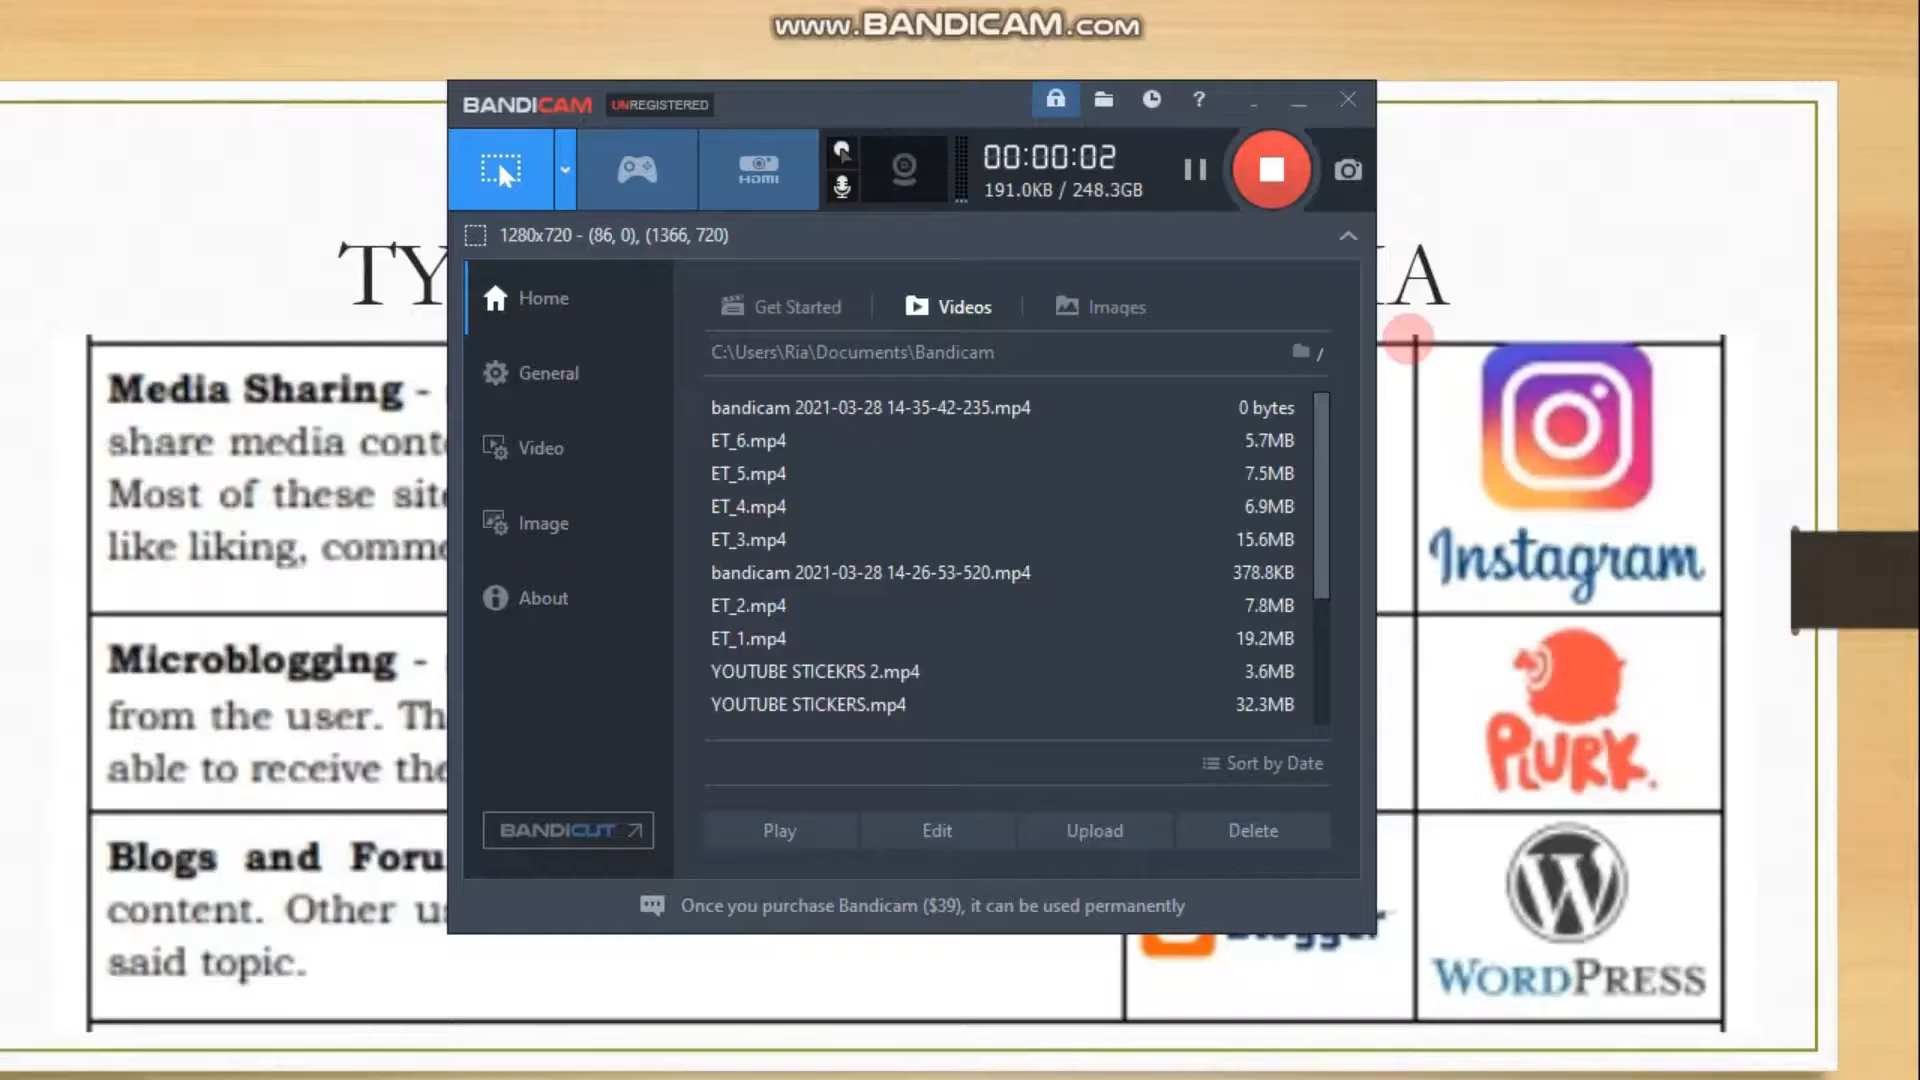 www.BANDICAM.com
BANDICAM UNREGISTERED ?
HDMI
00:00:02
191.0KB / 248.3GB
1280x720 - (86, 0), (1366, 720)
TY
IA
Home
General
Video
Image
About
Get Started
Videos
Images
C:\Users\Ria\Documents\Bandicam
/
bandicam 2021-03-28 14-35-42-235.mp4 0 bytes
ET_6.mp4 5.7MB
ET_5.mp4 7.5MB
ET_4.mp4 6.9MB
ET_3.mp4 15.6MB
bandicam 2021-03-28 14-26-53-520.mp4 378.8KB
ET_2.mp4 7.8MB
ET_1.mp4 19.2MB
YOUTUBE STICEKRS 2.mp4 3.6MB
YOUTUBE STICKERS.mp4 32.3MB
Sort by Date
BANDICUT
Play Edit Upload Delete
Once you purchase Bandicam ($39), it can be used permanently
Media Sharing -
share media cont
Most of these site
like liking, comme
Instagram
Microblogging -
from the user. Th
able to receive the
PLURK.
Blogs and Foru
content. Other us
said topic.
Blogger
WORDPRESS